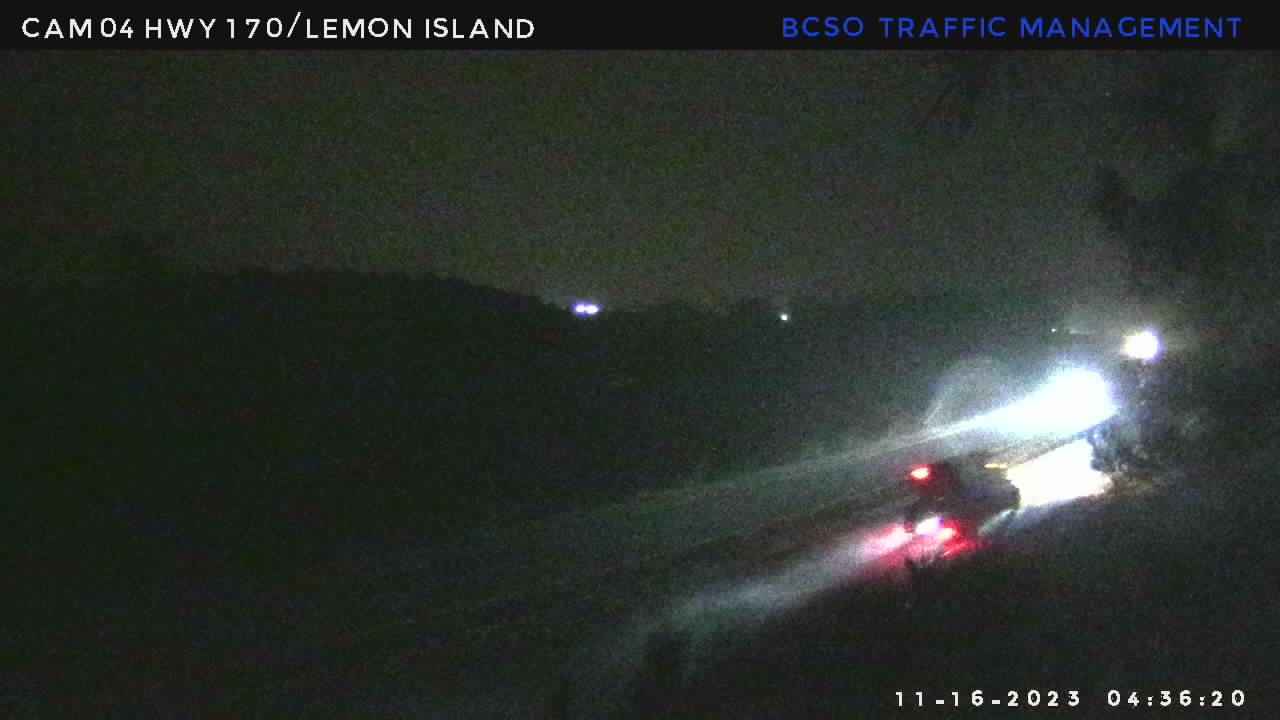 CAM04 HWY 170/LEMON ISLAND
BCSO TRAFFIC MANAGEMENT
11-16-2023 04:36:20